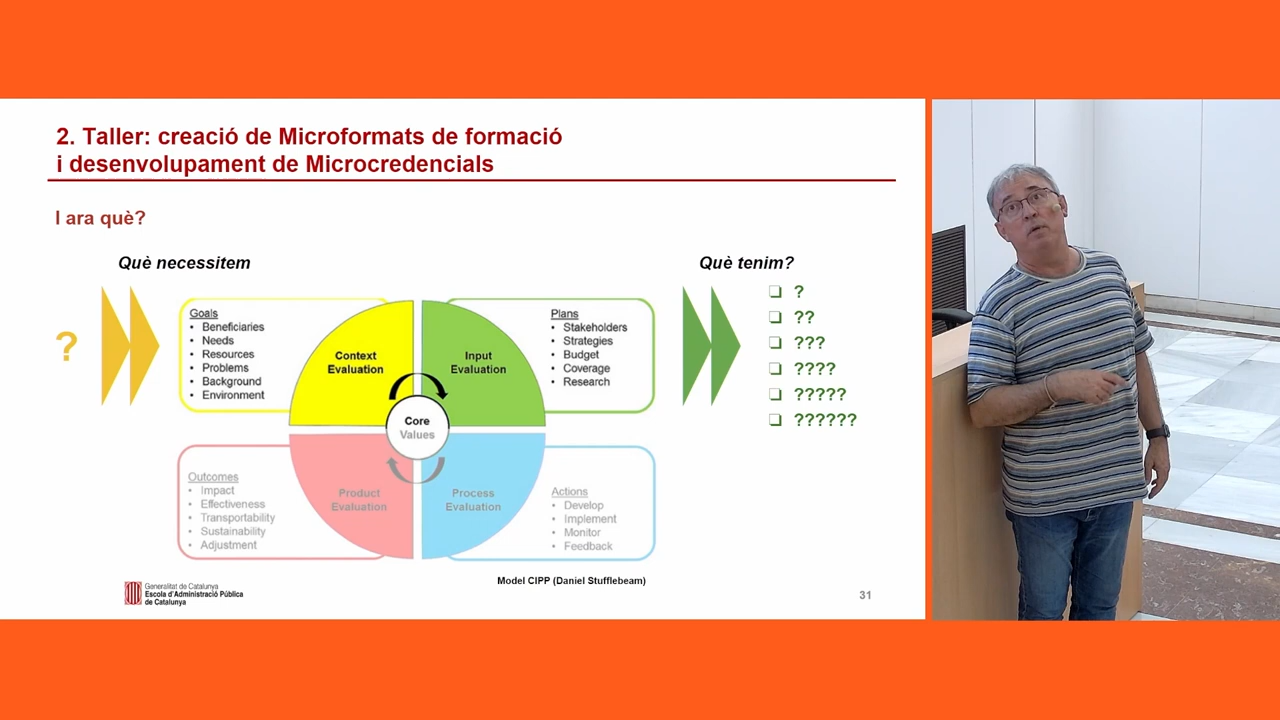 2. Taller: creació de Microformats de formació
i desenvolupament de Microcredencials
I ara què?
Què necessitem
Què tenim?
?
Goals
• Beneficiaries
• Needs
• Resources
• Problems
• Background
• Environment
Context
Evaluation
Input
Evaluation
Plans
• Stakeholders
• Strategies
• Budget
• Coverage
• Research
❑ ?
❑ ??
❑ ???
❑ ????
❑ ?????
❑ ??????
Core
Values
Outcomes
• Impact
• Effectiveness
• Transportability
• Sustainability
• Adjustment
Product
Evaluation
Process
Evaluation
Actions
• Develop
• Implement
• Monitor
• Feedback
Model CIPP (Daniel Stufflebeam)
Generalitat de Catalunya
Escola d'Administració Pública
de Catalunya
31